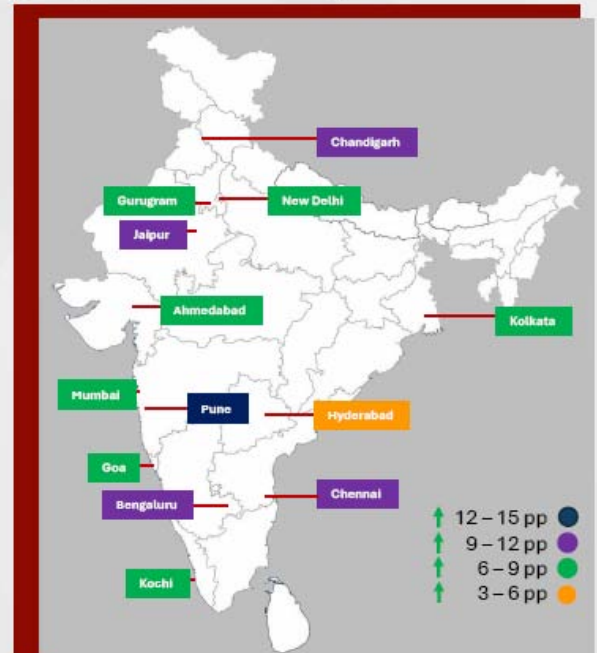 Chandigarh
Gurugram
New Delhi
Jaipur
Ahmedabad
Kolkata
Mumbai
Pune
Hyderabad
Goa
Bengaluru
Chennai
Kochi
↑ 12 – 15 pp
↑ 9 – 12 pp
↑ 6 – 9 pp
↑ 3 – 6 pp